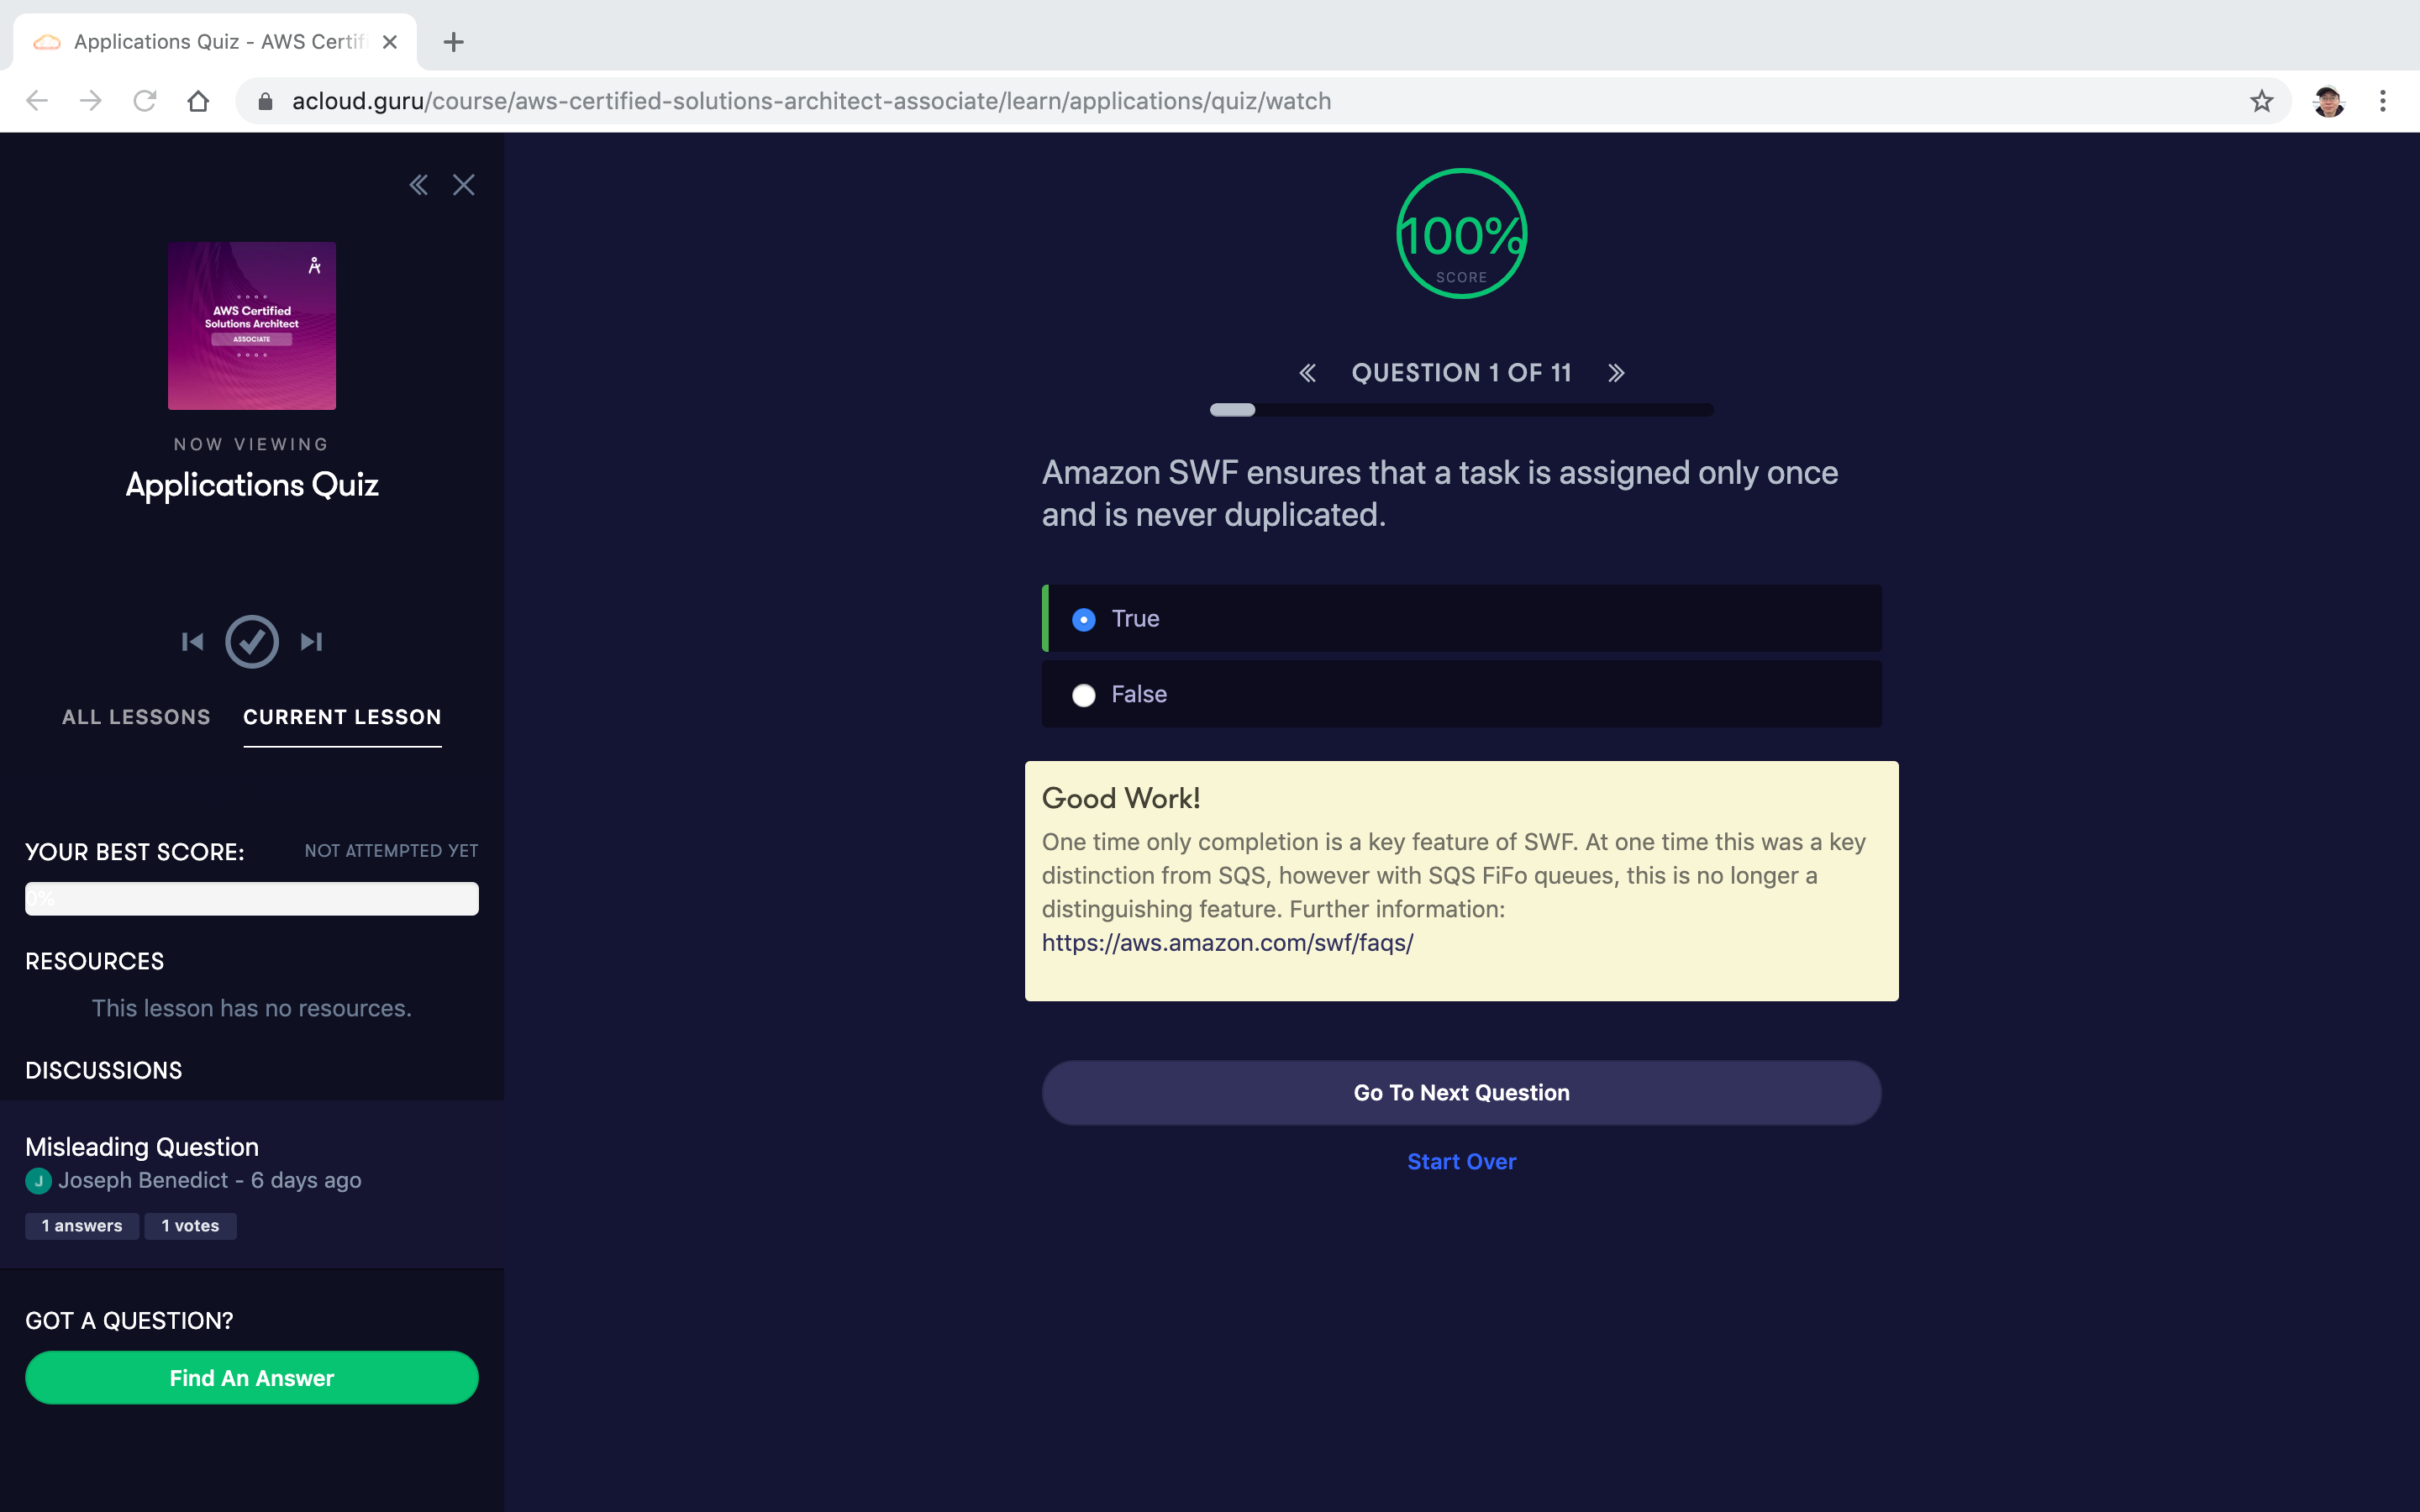 Applications Quiz - AWS Certif
acloud.guru/course/aws-certified-solutions-architect-associate/learn/applications/quiz/watch
AWS Certified
Solutions Architect
ASSOCIATE
NOW VIEWING
Applications Quiz
ALL LESSONS
CURRENT LESSON
YOUR BEST SCORE:
NOT ATTEMPTED YET
0%
RESOURCES
This lesson has no resources.
DISCUSSIONS
Misleading Question
J Joseph Benedict - 6 days ago
1 answers
1 votes
GOT A QUESTION?
Find An Answer
100%
SCORE
QUESTION 1 OF 11
Amazon SWF ensures that a task is assigned only once
and is never duplicated.
True
False
Good Work!
One time only completion is a key feature of SWF. At one time this was a key
distinction from SQS, however with SQS FiFo queues, this is no longer a
distinguishing feature. Further information:
https://aws.amazon.com/swf/faqs/
Go To Next Question
Start Over